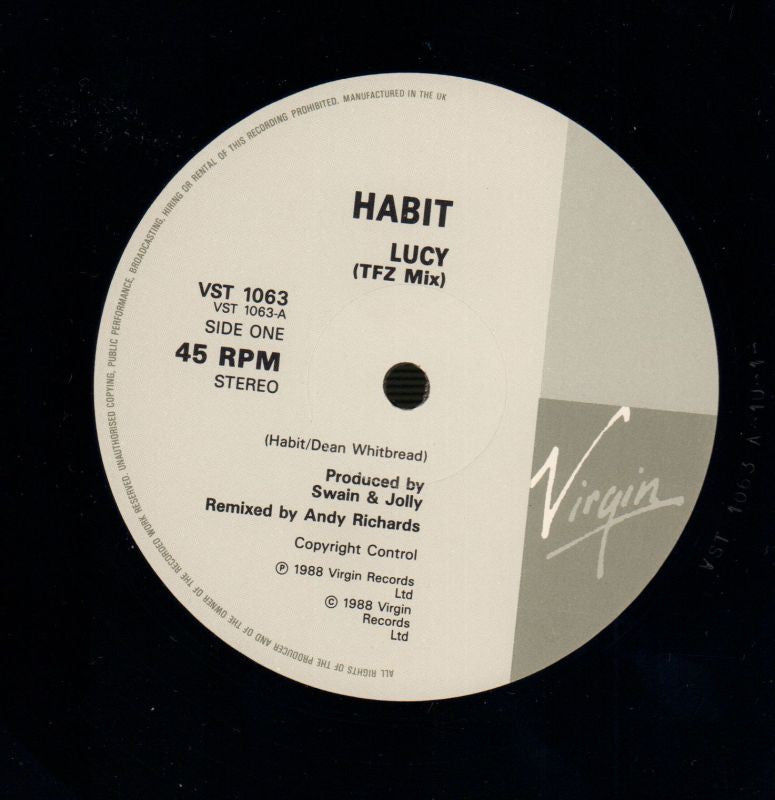 HABIT
LUCY
(TFZ Mix)
VST 1063
VST 1063-A
SIDE ONE
45 RPM
STEREO
(Habit/Dean Whitbread)
Produced by
Swain & Jolly
Remixed by Andy Richards
Copyright Control
Ⓟ 1988 Virgin Records
Ltd
© 1988 Virgin
Records
Ltd
Virgin
ALL RIGHTS OF THE PRODUCER AND OF THE OWNER OF THE RECORDED WORK RESERVED. UNAUTHORISED COPYING, PUBLIC PERFORMANCE, BROADCASTING, HIRING OR RENTAL OF THIS RECORDING PROHIBITED. MANUFACTURED IN THE UK
VST 1063 A